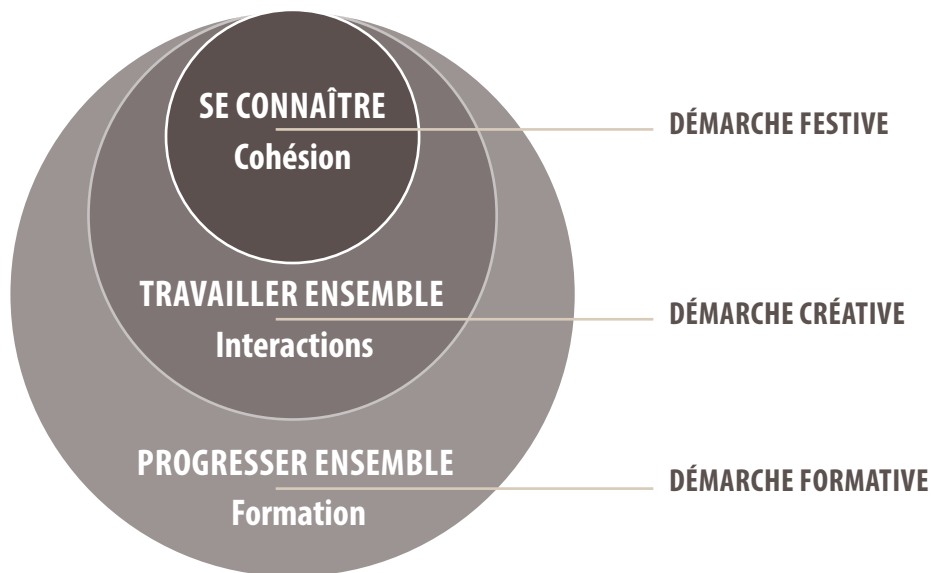 SE CONNAÎTRE
Cohésion
DÉMARCHE FESTIVE
TRAVAILLER ENSEMBLE
Interactions
DÉMARCHE CRÉATIVE
PROGRESSER ENSEMBLE
Formation
DÉMARCHE FORMATIVE